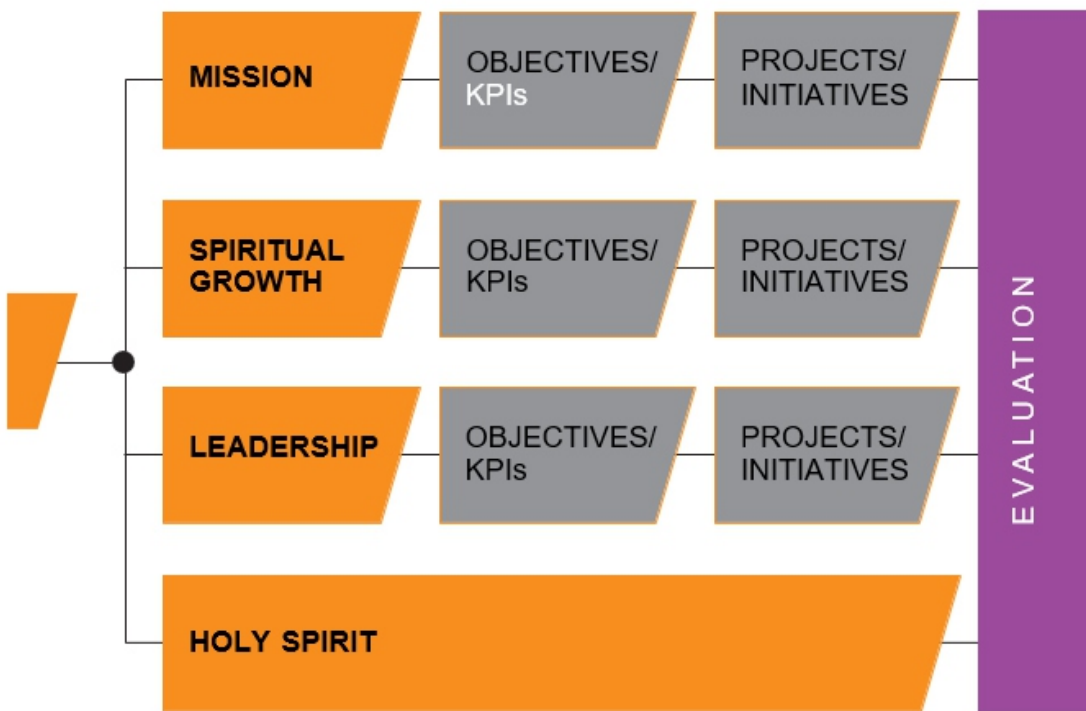 MISSION
OBJECTIVES/
KPIs
PROJECTS/
INITIATIVES
SPIRITUAL
GROWTH
OBJECTIVES/
KPIs
PROJECTS/
INITIATIVES
LEADERSHIP
OBJECTIVES/
KPIs
PROJECTS/
INITIATIVES
HOLY SPIRIT
EVALUATION